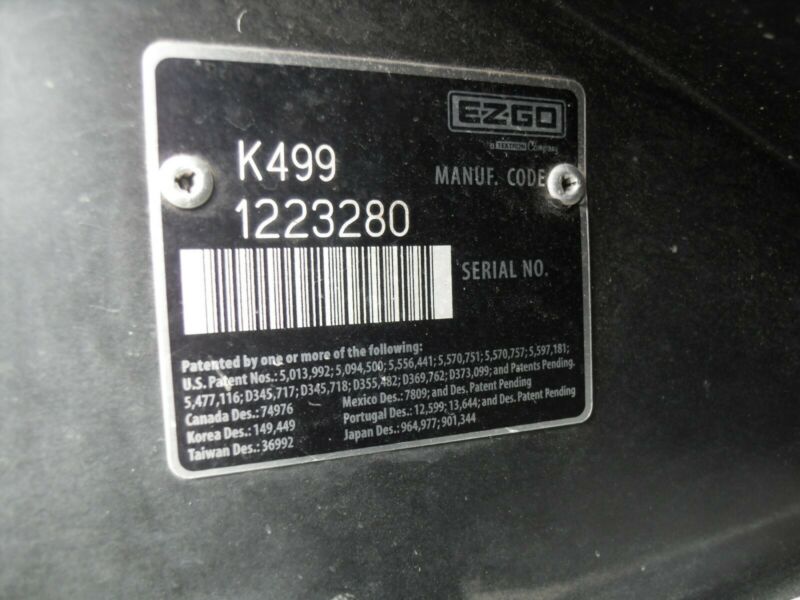 E-Z-GO
a TEXTRON Company
K499
MANUF. CODE
1223280
SERIAL NO.
Patented by one or more of the following:
U.S. Patent Nos.: 5,013,992; 5,094,500; 5,556,441; 5,570,751; 5,570,757; 5,597,181;
5,477,116; D345,717; D345,718; D355,482; D369,762; D373,099; and Patents Pending.
Canada Des.: 74976
Mexico Des.: 7809; and Des. Patent Pending
Korea Des.: 149,449
Portugal Des.: 12,599; 13,644; and Des. Patent Pending
Taiwan Des.: 36992
Japan Des.: 964,977; 901,344